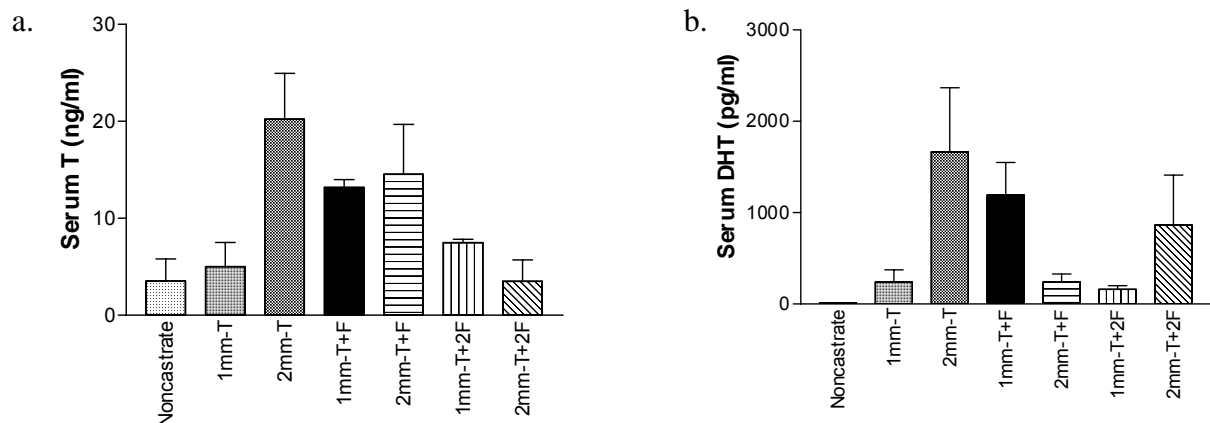 a.
Serum T (ng/ml)
30
20
10
0
Noncastrate
1mm-T
2mm-T
1mm-T+F
2mm-T+F
1mm-T+2F
2mm-T+2F
b.
Serum DHT (pg/ml)
3000
2000
1000
0
Noncastrate
1mm-T
2mm-T
1mm-T+F
2mm-T+F
1mm-T+2F
2mm-T+2F